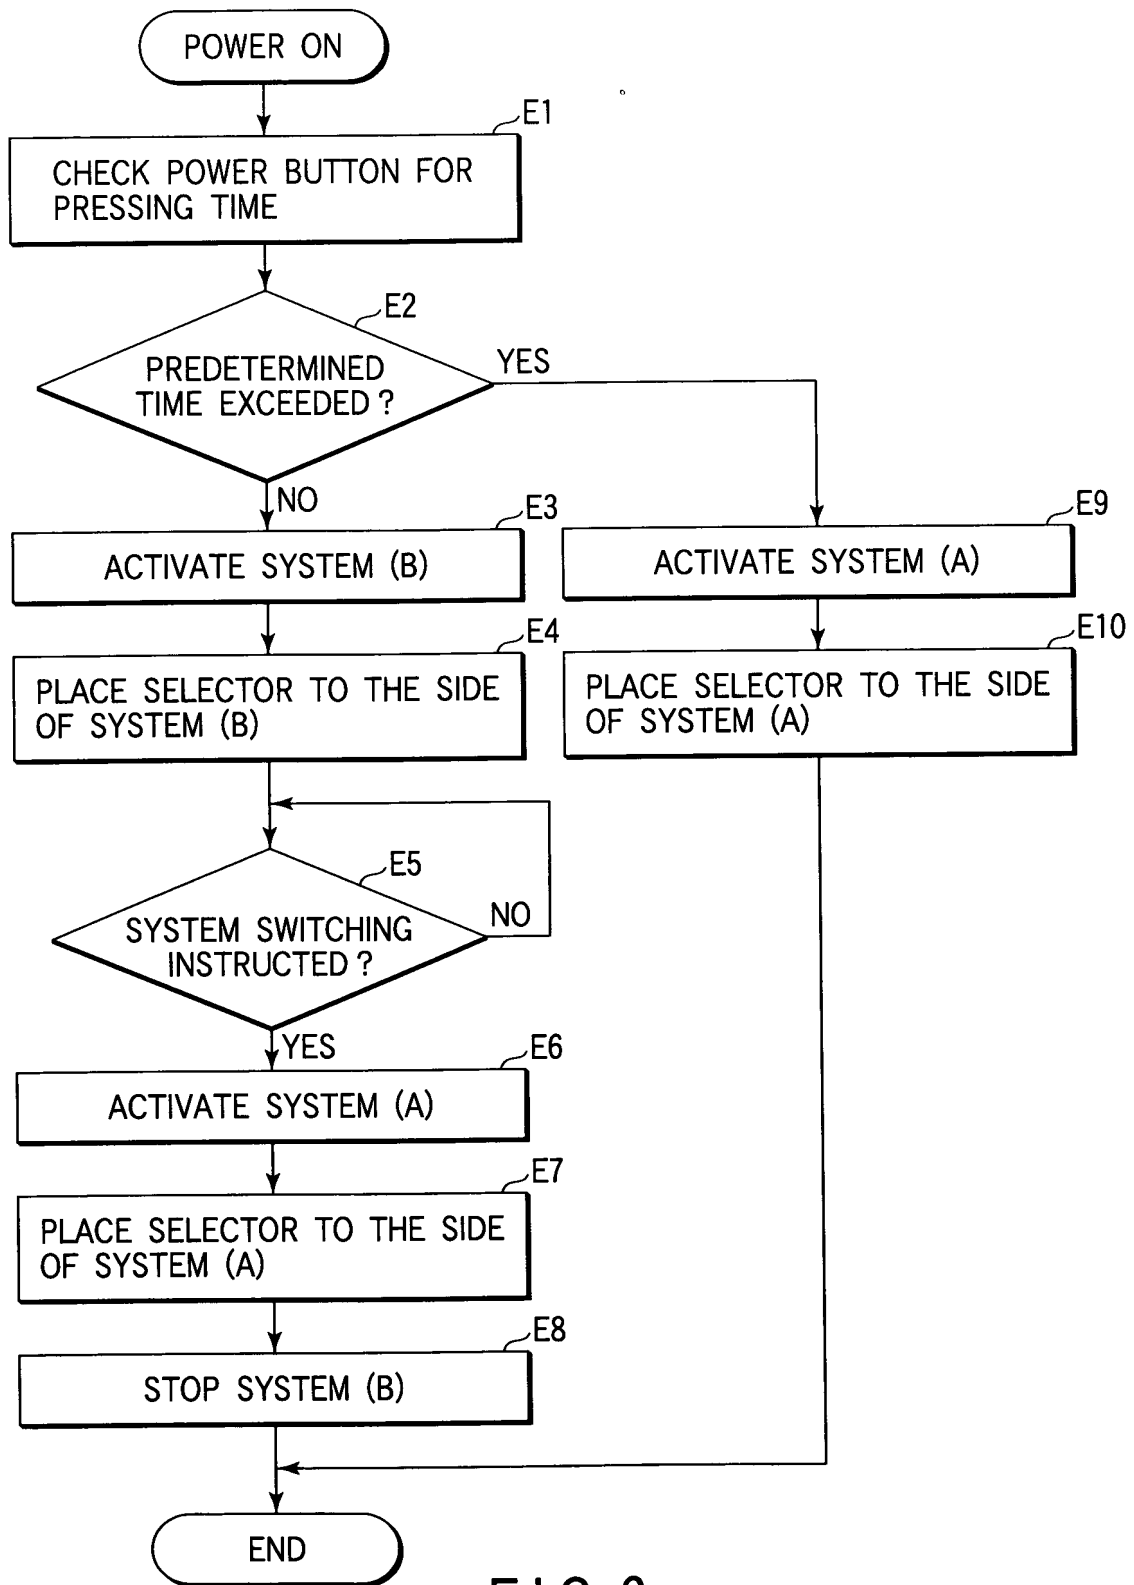 POWER ON
E1
CHECK POWER BUTTON FOR
PRESSING TIME
E2
PREDETERMINED
TIME EXCEEDED?
YES
NO
E3
ACTIVATE SYSTEM (B)
E9
ACTIVATE SYSTEM (A)
E4
PLACE SELECTOR TO THE SIDE
OF SYSTEM (B)
E10
PLACE SELECTOR TO THE SIDE
OF SYSTEM (A)
E5
SYSTEM SWITCHING
INSTRUCTED?
NO
YES
E6
ACTIVATE SYSTEM (A)
E7
PLACE SELECTOR TO THE SIDE
OF SYSTEM (A)
E8
STOP SYSTEM (B)
END